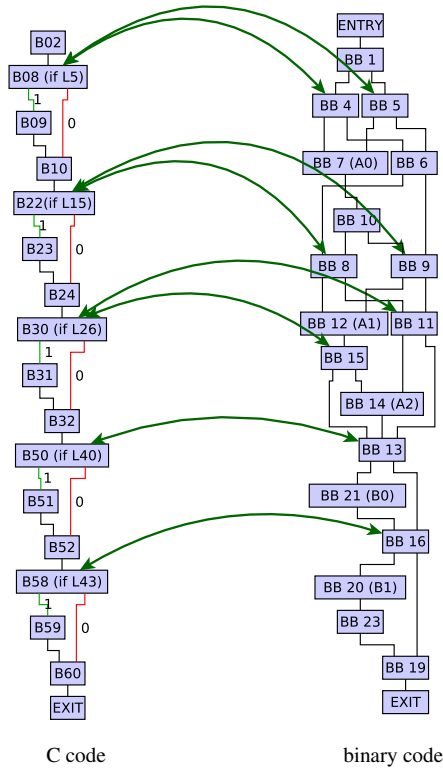 B02
B08 (if L5)
1
0
B09
B10
B22(if L15)
1
0
B23
B24
B30 (if L26)
1
0
B31
B32
B50 (if L40)
1
0
B51
B52
B58 (if L43)
1
0
B59
B60
EXIT
C code
ENTRY
BB 1
BB 4
BB 5
BB 7 (A0)
BB 6
BB 10
BB 8
BB 9
BB 12 (A1)
BB 11
BB 15
BB 14 (A2)
BB 13
BB 21 (B0)
BB 16
BB 20 (B1)
BB 23
BB 19
EXIT
binary code